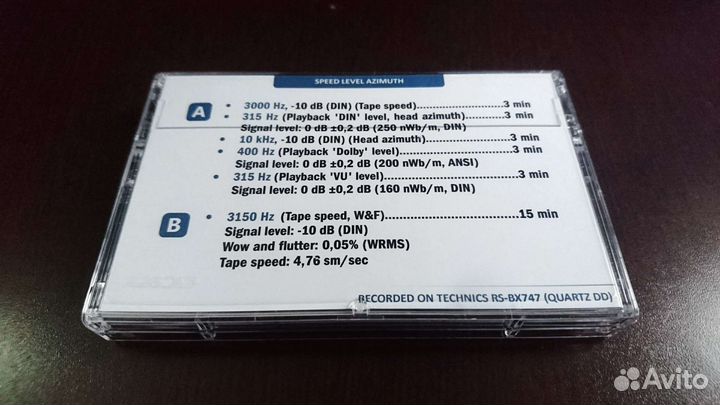 SPEED LEVEL AZIMUTH
A
• 3000 Hz, -10 dB (DIN) (Tape speed)........................3 min
• 315 Hz (Playback 'DIN' level, head azimuth)...........3 min
Signal level: 0 dB ±0,2 dB (250 nWb/m, DIN)
• 10 kHz, -10 dB (DIN) (Head azimuth)......................3 min
• 400 Hz (Playback 'Dolby' level)..............................3 min
Signal level: 0 dB ±0,2 dB (200 nWb/m, ANSI)
• 315 Hz (Playback 'VU' level)....................................3 min
Signal level: 0 dB ±0,2 dB (160 nWb/m, DIN)
B
• 3150 Hz (Tape speed, W&F)................................15 min
Signal level: -10 dB (DIN)
Wow and flutter: 0,05% (WRMS)
Tape speed: 4,76 sm/sec
RECORDED ON TECHNICS RS-BX747 (QUARTZ DD)
Avito